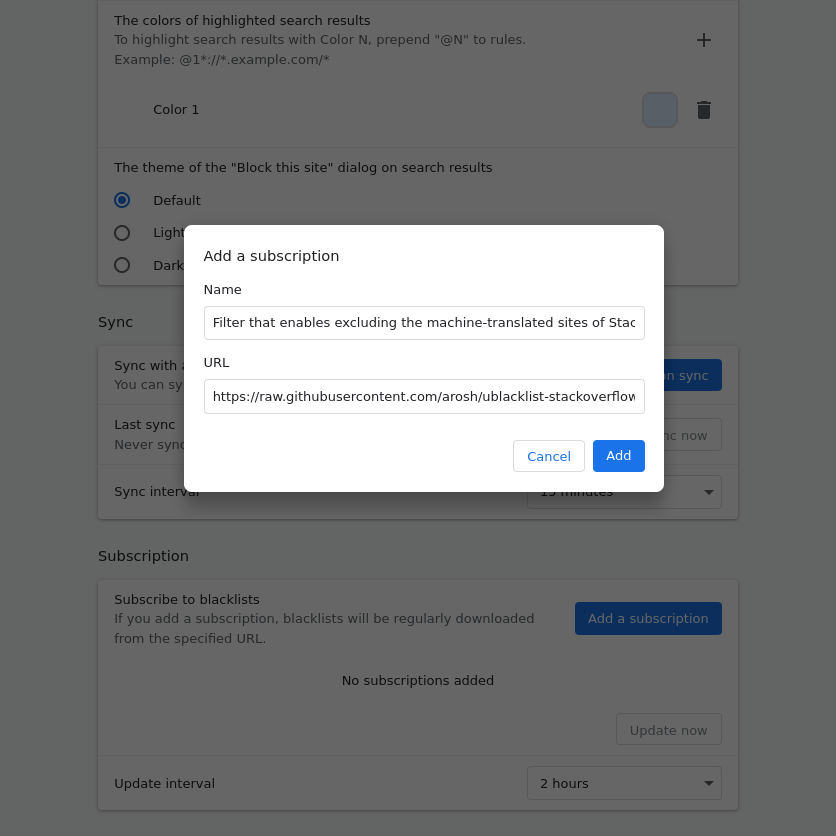 The colors of highlighted search results
To highlight search results with Color N, prepend "@N" to rules.
Example: @1*://*.example.com/*
Color 1
The theme of the "Block this site" dialog on search results
Default
Light
Dark
Add a subscription
Name
Filter that enables excluding the machine-translated sites of Stac
URL
https://raw.githubusercontent.com/arosh/ublacklist-stackoverflow
Cancel
Add
Sync
Sync with a
You can sy
n sync
Last sync
Never sync
nc now
Sync interval
15 minutes
Subscription
Subscribe to blacklists
If you add a subscription, blacklists will be regularly downloaded
from the specified URL.
Add a subscription
No subscriptions added
Update now
Update interval
2 hours